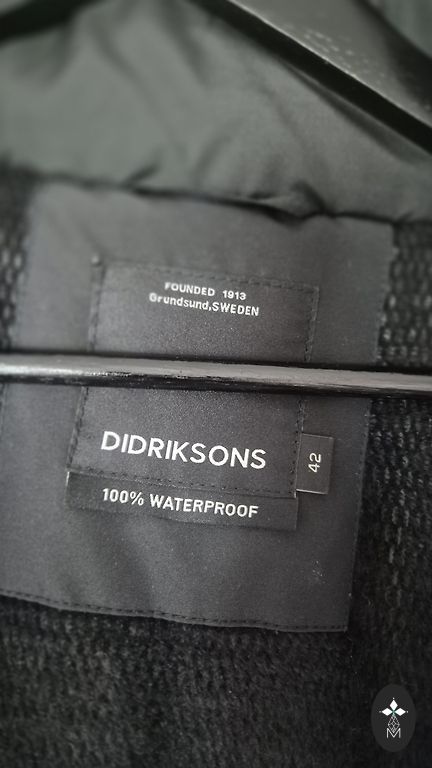 FOUNDED 1913
Grundsund,SWEDEN
DIDRIKSONS
42
100% WATERPROOF
M